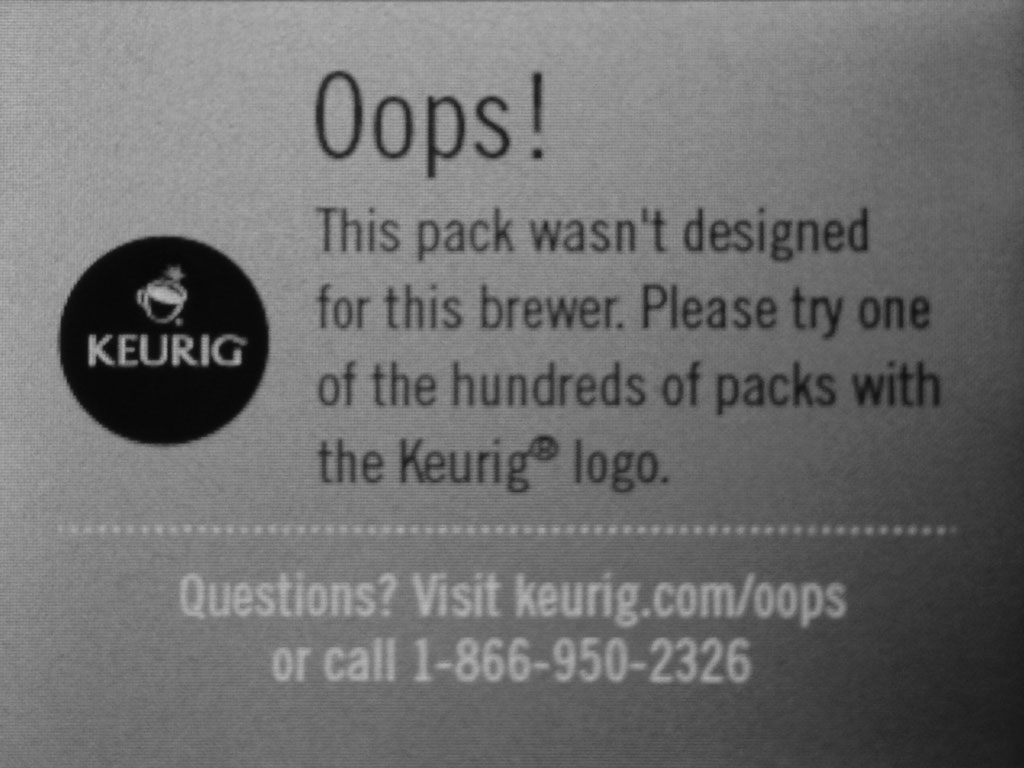 Oops!
This pack wasn't designed
for this brewer. Please try one
of the hundreds of packs with
the Keurig® logo.
KEURIG
Questions? Visit keurig.com/oops
or call 1-866-950-2326